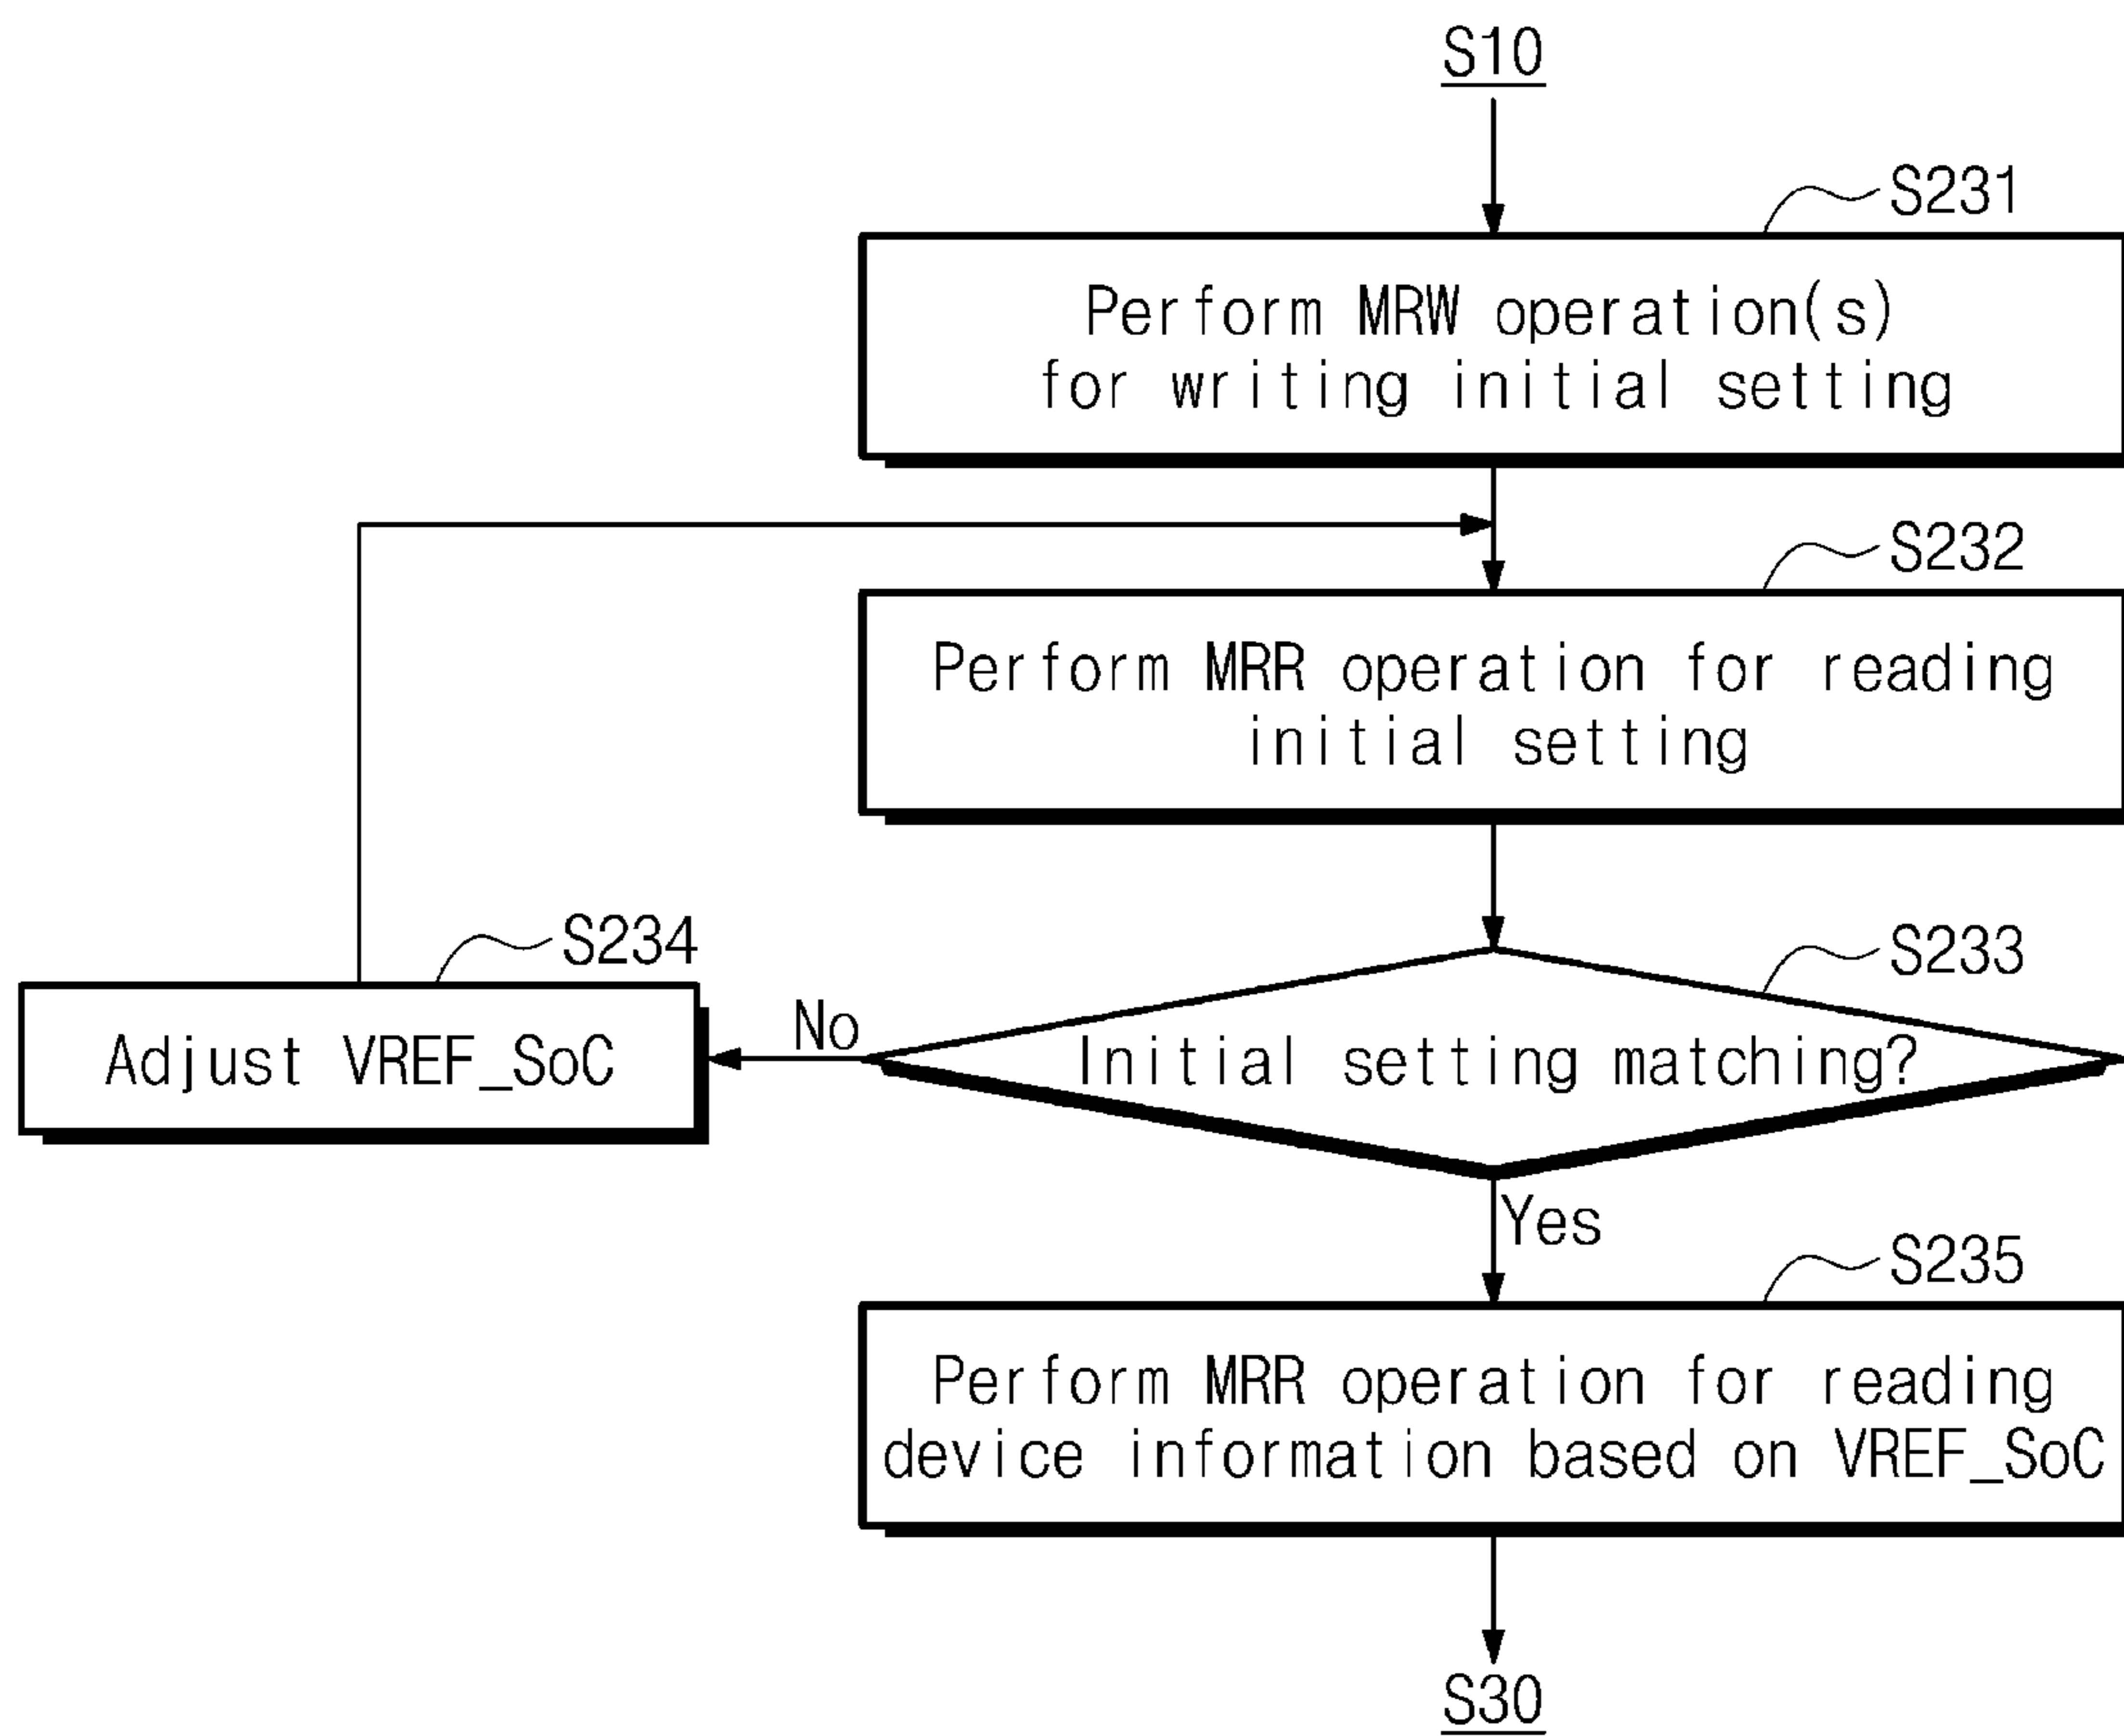 S10
S231
Perform MRW operation(s)
for writing initial setting
S232
Perform MRR operation for reading
initial setting
S234
S233
Adjust VREF_SoC
No
Initial setting matching?
Yes
S235
Perform MRR operation for reading
device information based on VREF_SoC
S30